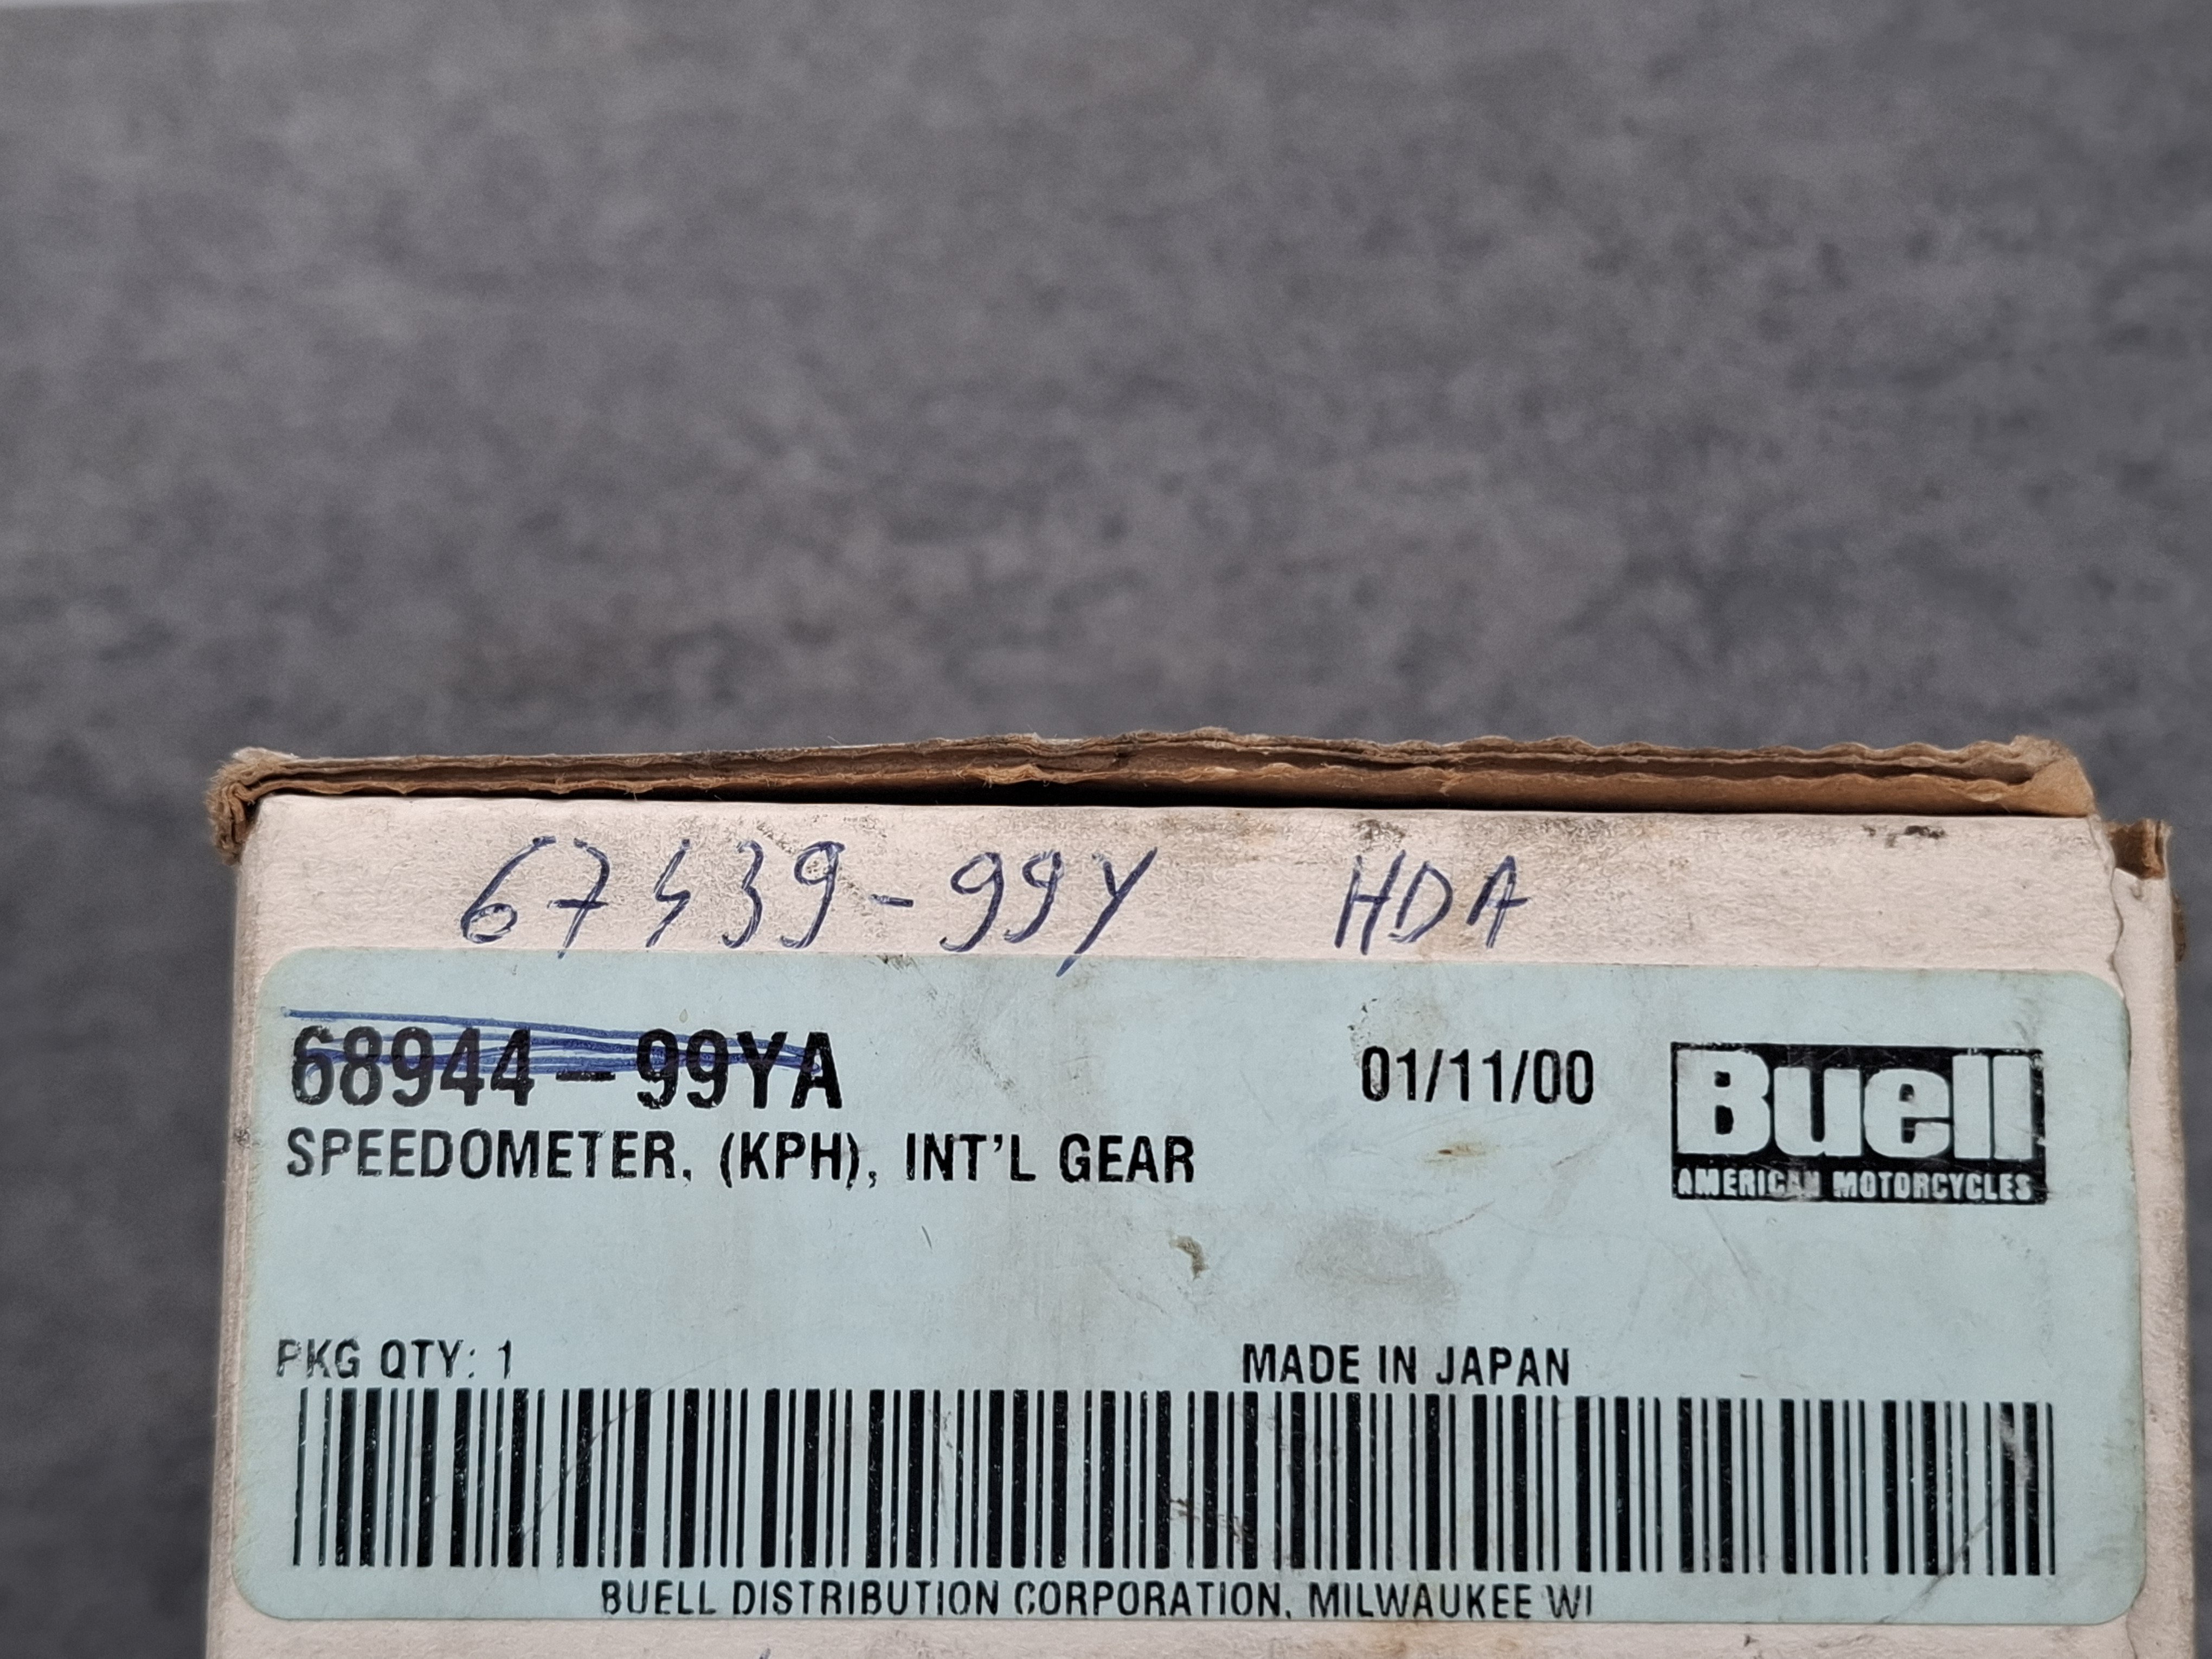 67439-99Y HDA
68944-99YA
01/11/00
Buell
AMERICAN MOTORCYCLES
SPEEDOMETER, (KPH), INT'L GEAR
PKG QTY: 1
MADE IN JAPAN
BUELL DISTRIBUTION CORPORATION, MILWAUKEE WI